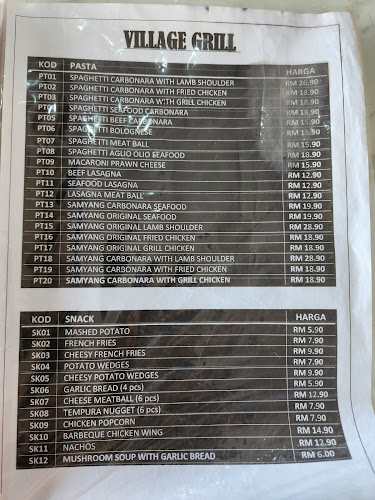 VILLAGE GRILL
KOD PASTA HARGA
PT01 SPAGHETTI CARBONARA WITH LAMB SHOULDER RM 26.90
PT02 SPAGHETTI CARBONARA WITH FRIED CHICKEN RM 18.90
PT03 SPAGHETTI CARBONARA WITH GRILL CHICKEN RM 18.90
PT04 SPAGHETTI SEAFOOD CARBONARA RM 18.90
PT05 SPAGHETTI BEEF CARBONARA RM 15.90
PT06 SPAGHETTI BOLOGNESE RM 15.90
PT07 SPAGHETTI MEAT BALL RM 15.90
PT08 SPAGHETTI AGLIO OLIO SEAFOOD RM 18.90
PT09 MACARONI PRAWN CHEESE RM 15.90
PT10 BEEF LASAGNA RM 12.90
PT11 SEAFOOD LASAGNA RM 12.90
PT12 LASAGNA MEAT BALL RM 12.90
PT13 SAMYANG CARBONARA SEAFOOD RM 19.90
PT14 SAMYANG ORIGINAL SEAFOOD RM 19.90
PT15 SAMYANG ORIGINAL LAMB SHOULDER RM 28.90
PT16 SAMYANG ORIGINAL FRIED CHICKEN RM 18.90
PT17 SAMYANG ORIGINAL GRILL CHICKEN RM 18.90
PT18 SAMYANG CARBONARA WITH LAMB SHOULDER RM 28.90
PT19 SAMYANG CARBONARA WITH FRIED CHICKEN RM 18.90
PT20 SAMYANG CARBONARA WITH GRILL CHICKEN RM 18.90
KOD SNACK HARGA
SK01 MASHED POTATO RM 5.90
SK02 FRENCH FRIES RM 7.90
SK03 CHEESY FRENCH FRIES RM 9.90
SK04 POTATO WEDGES RM 7.90
SK05 CHEESY POTATO WEDGES RM 9.90
SK06 GARLIC BREAD (4 pcs) RM 5.90
SK07 CHEESE MEATBALL (6 pcs) RM 12.90
SK08 TEMPURA NUGGET (6 pcs) RM 7.90
SK09 CHICKEN POPCORN RM 7.90
SK10 BARBEQUE CHICKEN WING RM 14.90
SK11 NACHOS RM 12.90
SK12 MUSHROOM SOUP WITH GARLIC BREAD RM 6.00